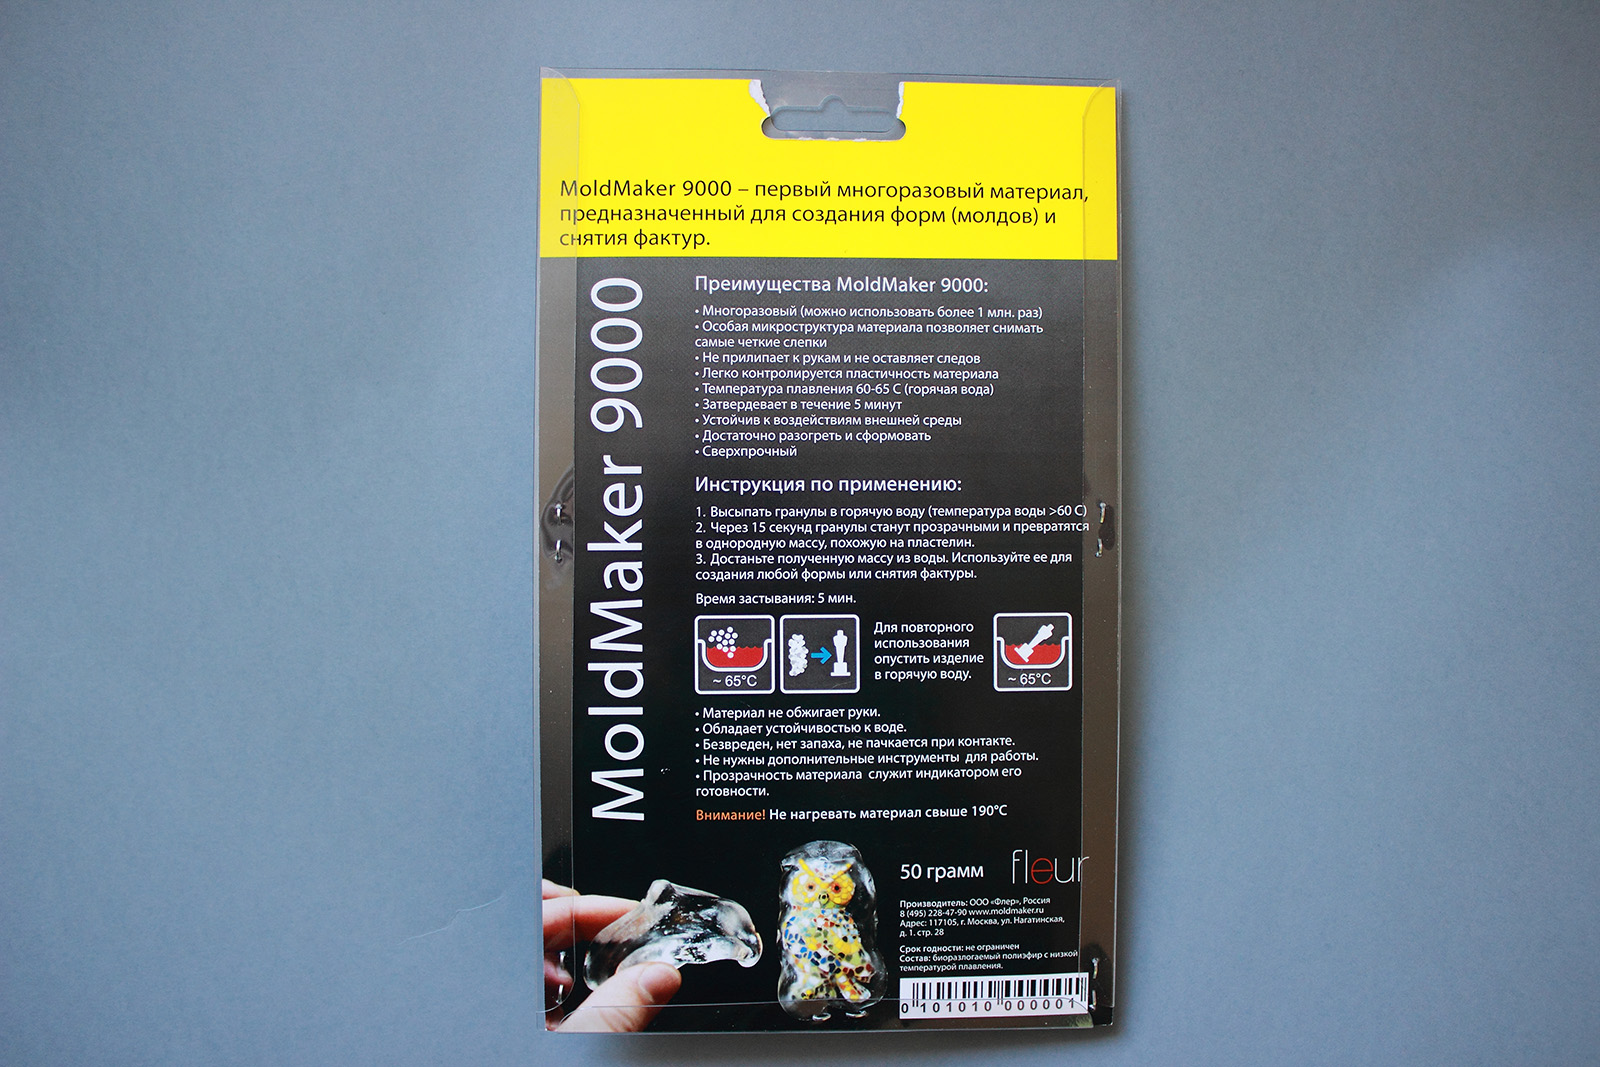 MoldMaker 9000 – первый многоразовый материал,
предназначенный для создания форм (молдов) и
снятия фактур.
MoldMaker 9000
Преимущества MoldMaker 9000:
• Многоразовый (можно использовать более 1 млн. раз)
• Особая микроструктура материала позволяет снимать
самые четкие слепки
• Не прилипает к рукам и не оставляет следов
• Легко контролируется пластичность материала
• Температура плавления 60-65 С (горячая вода)
• Затвердевает в течение 5 минут
• Устойчив к воздействиям внешней среды
• Достаточно разогреть и сформовать
• Сверхпрочный
Инструкция по применению:
1. Высыпать гранулы в горячую воду (температура воды >60 С)
2. Через 15 секунд гранулы станут прозрачными и превратятся
в однородную массу, похожую на пластелин.
3. Достаньте полученную массу из воды. Используйте ее для
создания любой формы или снятия фактуры.
Время застывания: 5 мин.
~ 65°C
Для повторного
использования
опустить изделие
в горячую воду.
~ 65°C
• Материал не обжигает руки.
• Обладает устойчивостью к воде.
• Безвреден, нет запаха, не пачкается при контакте.
• Не нужны дополнительные инструменты для работы.
• Прозрачность материала служит индикатором его
готовности.
Внимание! Не нагревать материал свыше 190°С
50 грамм
fleur
Производитель: ООО «Флер», Россия
8 (495) 228-47-90 www.moldmaker.ru
Адрес: 117105, г. Москва, ул. Нагатинская,
д. 1. стр. 28
Срок годности: не ограничен
Состав: биоразлогаемый полиэфир с низкой
температурой плавления.
0 101010 000001